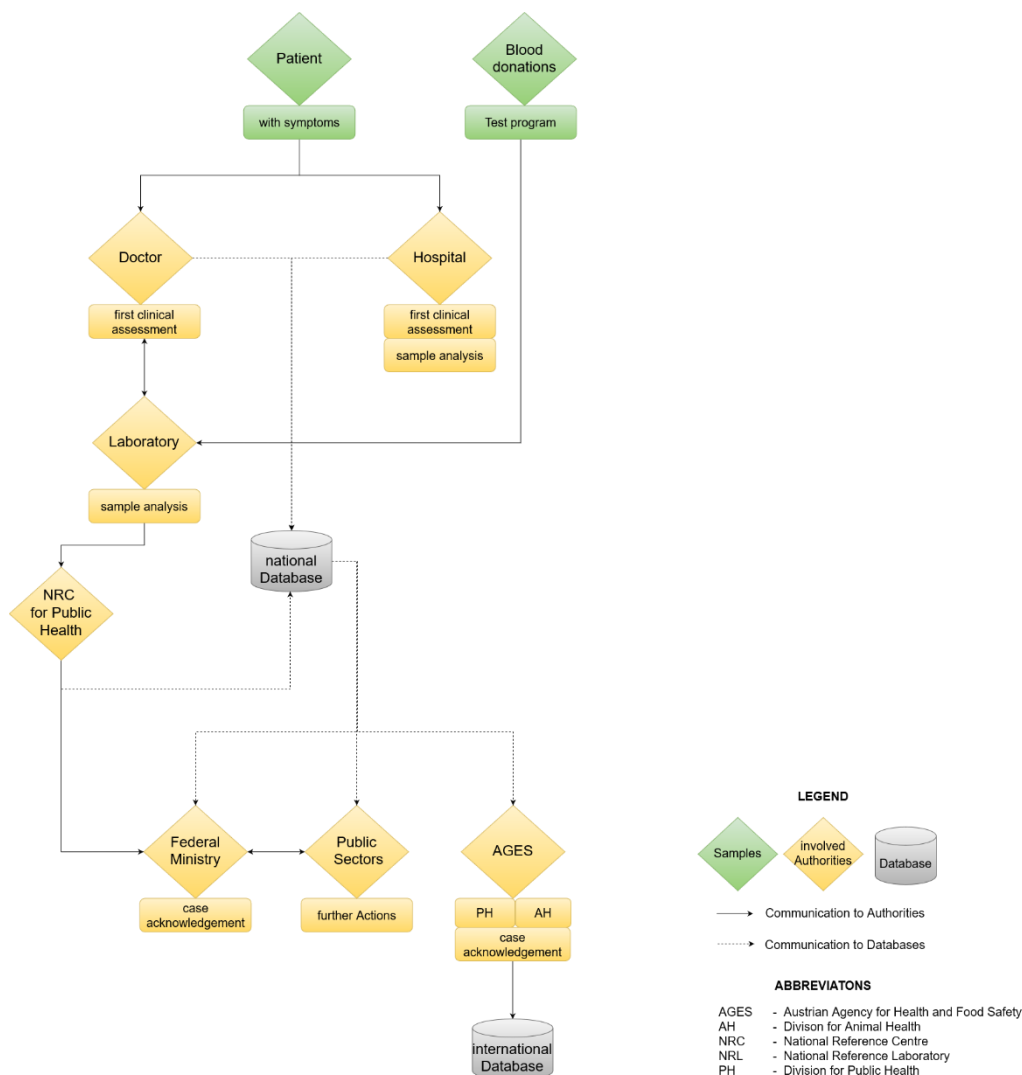 Patient
Blood
donations
with symptoms
Test program
Doctor
Hospital
first clinical
assessment
first clinical
assessment
sample analysis
Laboratory
sample analysis
national
Database
NRC
for Public
Health
Federal
Ministry
Public
Sectors
AGES
case
acknowledgement
further Actions
PH
AH
case
acknowledgement
international
Database
LEGEND
Samples
involved
Authorities
Database
Communication to Authorities
Communication to Databases
ABBREVIATONS
AGES - Austrian Agency for Health and Food Safety
AH - Divison for Animal Health
NRC - National Reference Centre
NRL - National Reference Laboratory
PH - Division for Public Health